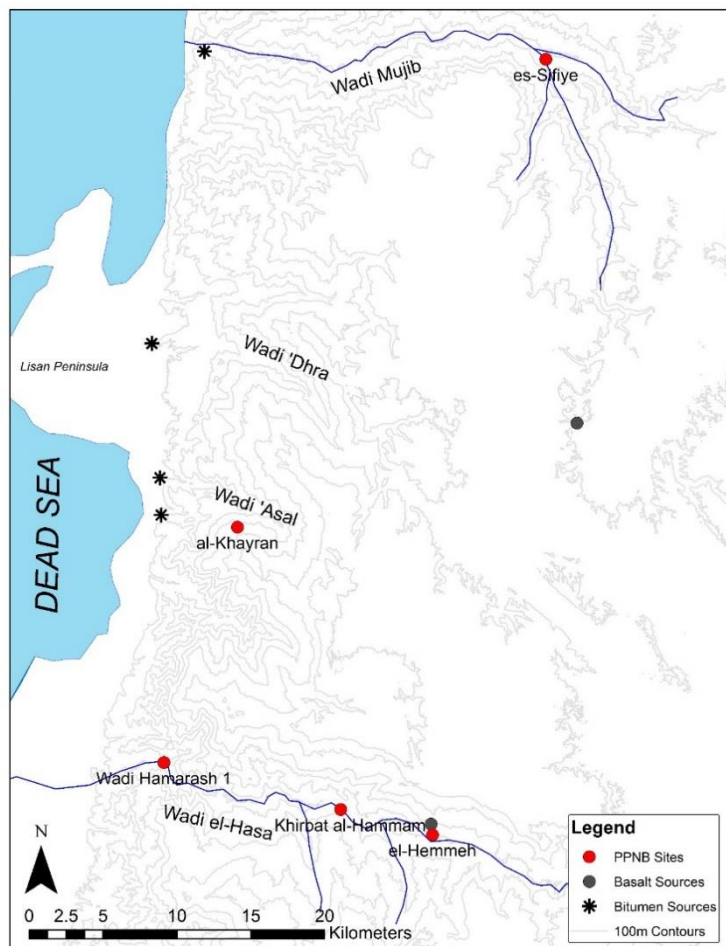 Wadi Mujib
es-Sifiye
Wadi 'Dhra
Lisan Peninsula
DEAD SEA
Wadi 'Asal
al-Khayran
Wadi Hamarash 1
Wadi el-Hasa
Khirbat al-Hammam
el-Hemmeh
N
0 2.5 5 10 15 20
Kilometers
Legend
PPNB Sites
Basalt Sources
Bitumen Sources
100m Contours